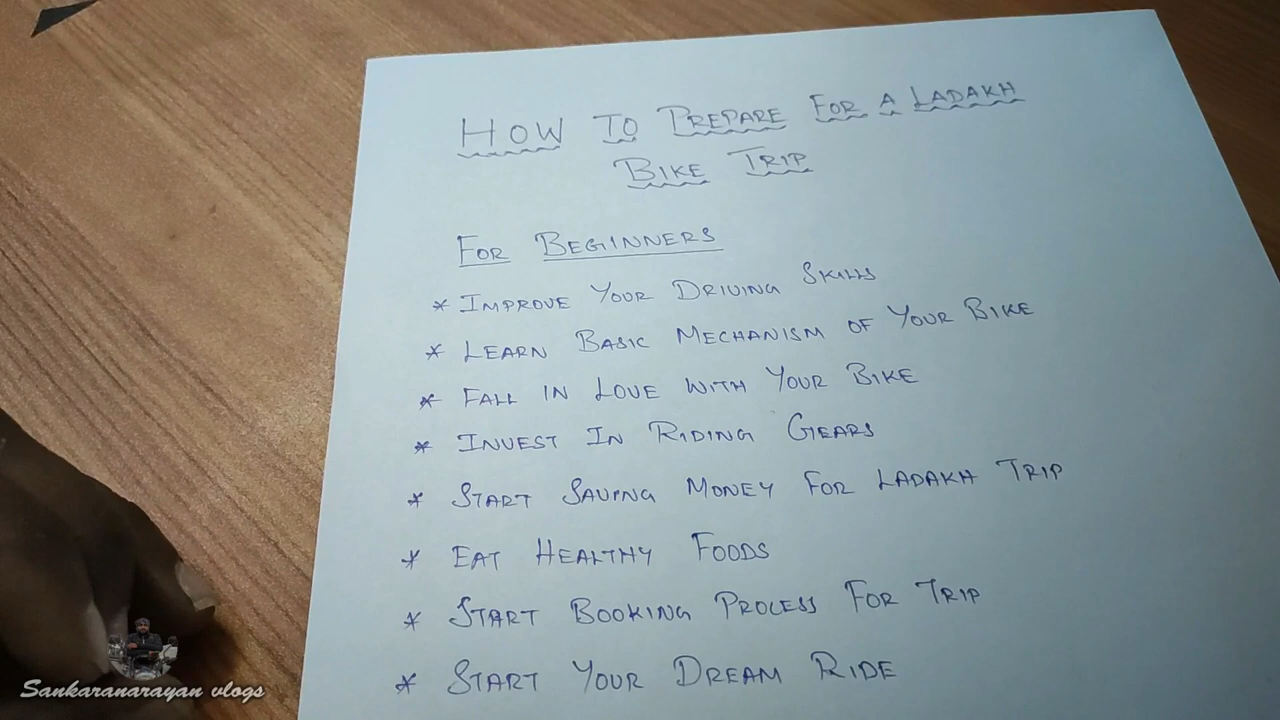 HOW TO PREPARE FOR A LADAKH
BIKE TRIP
FOR BEGINNERS
* IMPROVE YOUR DRIVING SKILLS
* LEARN BASIC MECHANISM OF YOUR BIKE
* FALL IN LOVE WITH YOUR BIKE
* INVEST IN RIDING GEARS
* START SAVING MONEY FOR LADAKH TRIP
* EAT HEALTHY FOODS
* START BOOKING PROCESS FOR TRIP
* START YOUR DREAM RIDE
Sankaranarayan vlogs